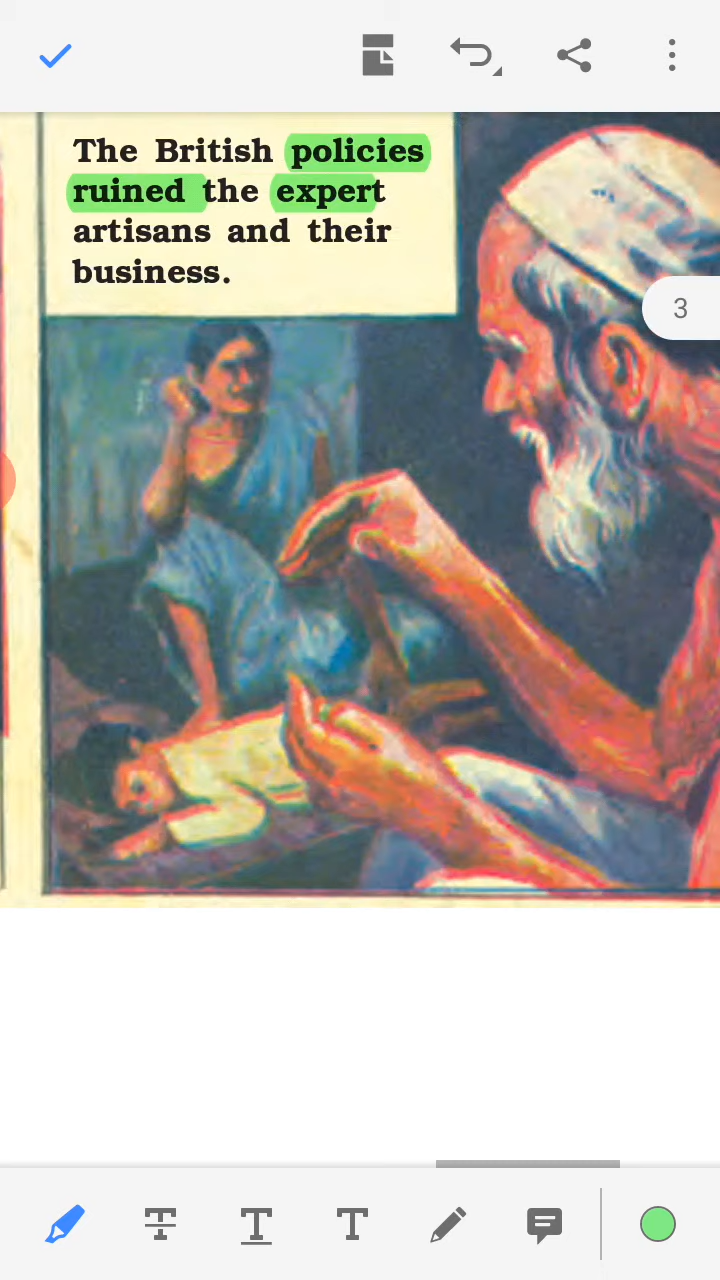 The British policies
ruined the expert
artisans and their
business.
3